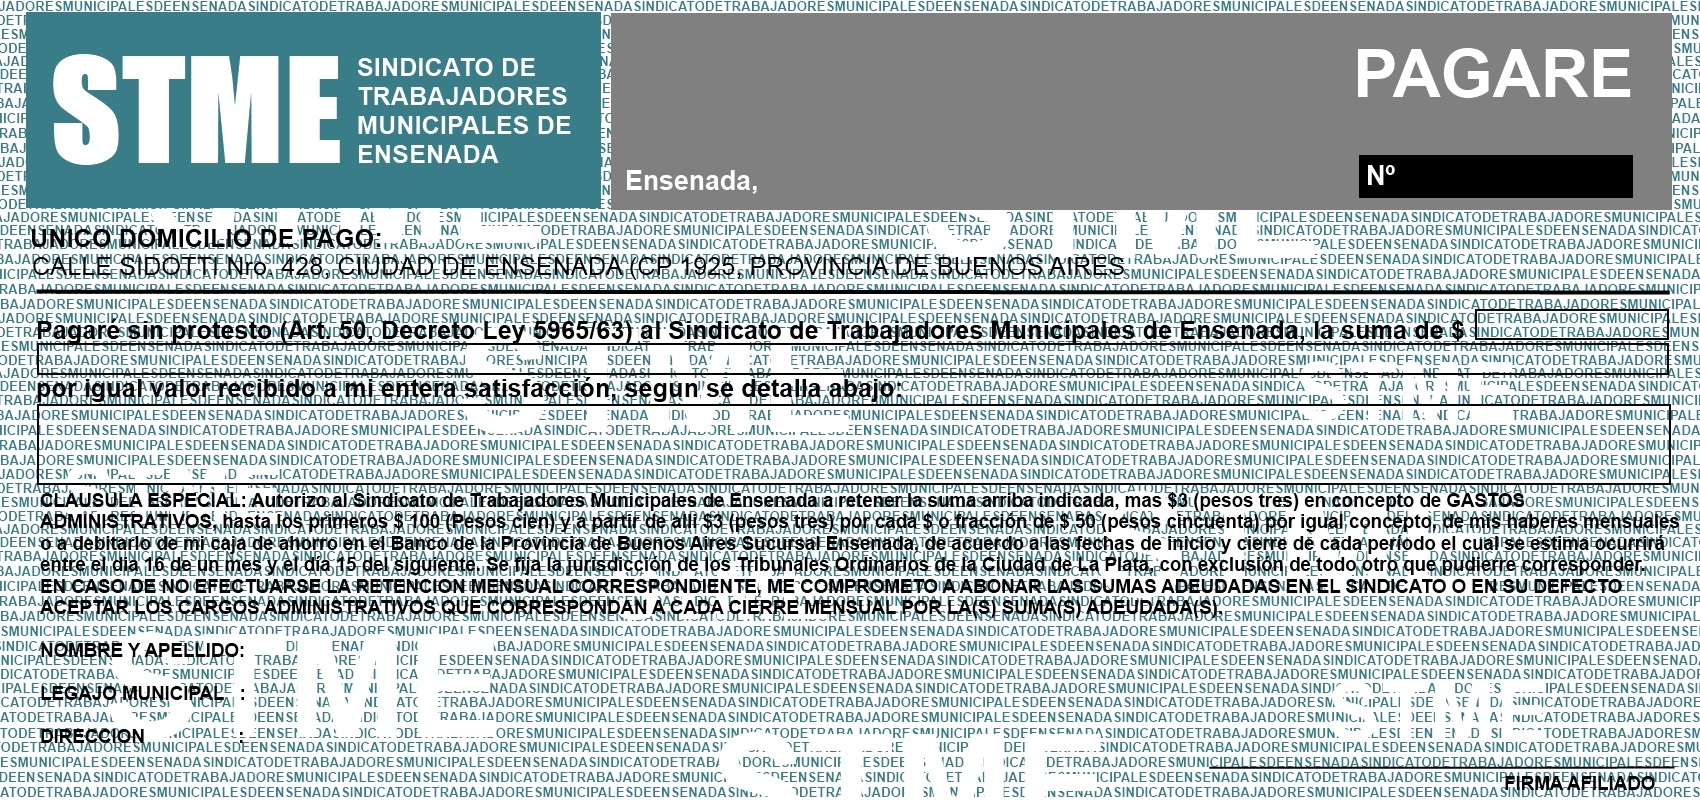 STME
SINDICATO DE
TRABAJADORES
MUNICIPALES DE
ENSENADA
PAGARE
Ensenada,
Nº
UNICO DOMICILIO DE PAGO:
CALLE SIDOTTI Nro. 428, CIUDAD DE ENSENADA (CP 1925, PROVINCIA DE BUENOS AIRES
Pagaré sin protesto (Art. 50, Decreto Ley 5965/63) al Sindicato de Trabajadores Municipales de Ensenada, la suma de $
por igual valor recibido a mi entera satisfacción, segun se detalla abajo:
CLAUSULA ESPECIAL: Autorizo al Sindicato de Trabajadores Municipales de Ensenada a retener la suma arriba indicada, mas $3 (pesos tres) en concepto de GASTOS
ADMINISTRATIVOS, hasta los primeros $ 100 (Pesos cien) y a partir de alli $3 (pesos tres) por cada $ o fracción de $ 50 (pesos cincuenta) por igual concepto, de mis haberes mensuales
o a debitarlo de mi caja de ahorro en el Banco de la Provincia de Buenos Aires Sucursal Ensenada, de acuerdo a las fechas de inicio y cierre de cada período el cual se estima ocurrirá
entre el día 16 de un mes y el día 15 del siguiente. Se fija la jurisdicción de los Tribunales Ordinarios de la Ciudad de La Plata, con exclusión de todo otro que pudierre corresponder.
EN CASO DE NO EFECTUARSE LA RETENCION MENSUAL CORRESPONDIENTE, ME COMPROMETO A ABONAR LAS SUMAS ADEUDADAS EN EL SINDICATO O EN SU DEFECTO
ACEPTAR LOS CARGOS ADMINISTRATIVOS QUE CORRESPONDAN A CADA CIERRE MENSUAL POR LA(S) SUMA(S) ADEUDADA(S).
NOMBRE Y APELLIDO:
LEGAJO MUNICIPAL :
DIRECCION :
FIRMA AFILIADO